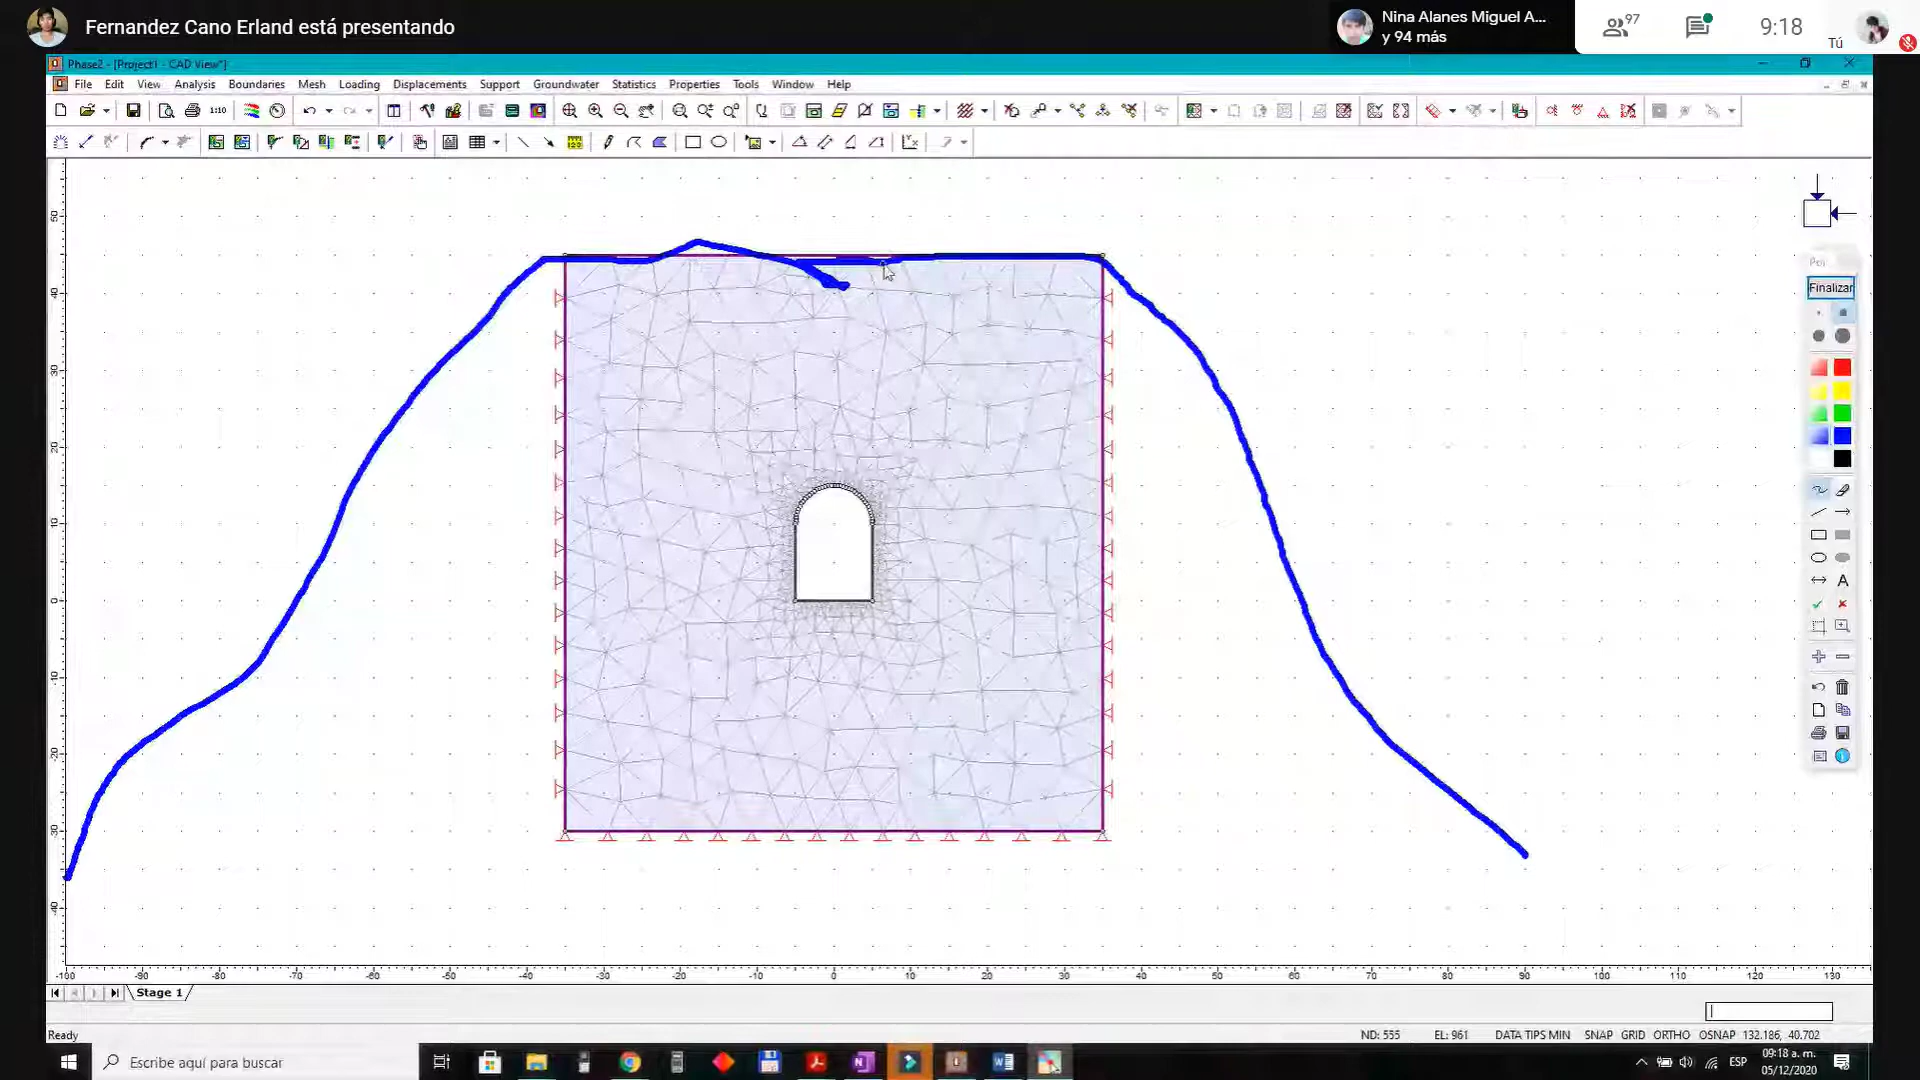 Fernandez Cano Erland está presentando
Nina Alanes Miguel A...
y 94 más
97
9:18
Tú
Phase2 - [Project1 - CAD View*]
File Edit View Analysis Boundaries Mesh Loading Displacements Support Groundwater Statistics Properties Tools Window Help
1:10
50
40
30
20
10
0
-10
-20
-30
-40
-100 -90 -80 -70 -60 -50 -40 -30 -20 -10 0 10 20 30 40 50 60 70 80 90 100 110 120 130
Pen
Finalizar
A
Stage 1
Ready
ND: 555 EL: 961 DATA TIPS MIN SNAP GRID ORTHO OSNAP 132.186, 40.702
Escribe aquí para buscar
ESP
09:18 a. m.
05/12/2020